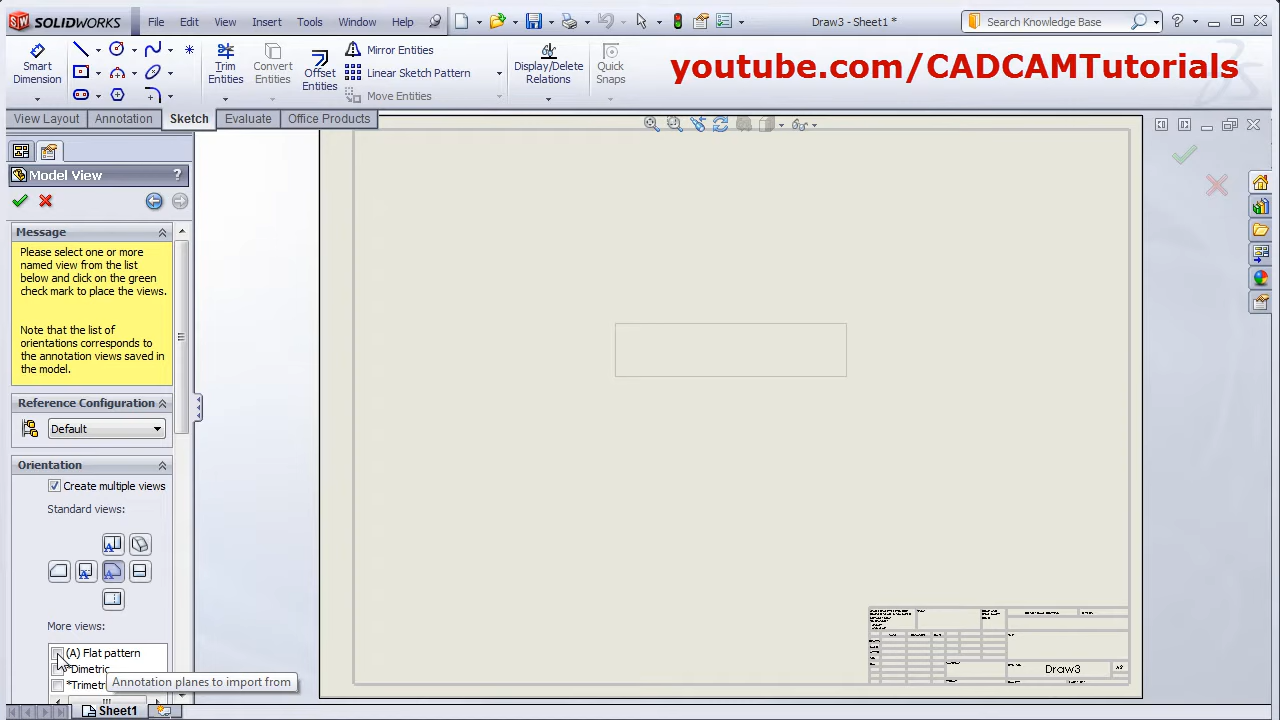 SOLIDWORKS File Edit View Insert Tools Window Help Draw3 - Sheet1 * Search Knowledge Base
Smart Dimension
Trim Entities
Convert Entities
Offset Entities
Mirror Entities
Linear Sketch Pattern
Move Entities
Display/Delete Relations
Quick Snaps
youtube.com/CADCAMTutorials
View Layout Annotation Sketch Evaluate Office Products
Model View ?
Message
Please select one or more
named view from the list
below and click on the green
check mark to place the views.
Note that the list of
orientations corresponds to
the annotation views saved in
the model.
Reference Configuration
Default
Orientation
Create multiple views
Standard views:
More views:
(A) Flat pattern
*Dimetric
*Trimetr
Annotation planes to import from
Draw3
Sheet1